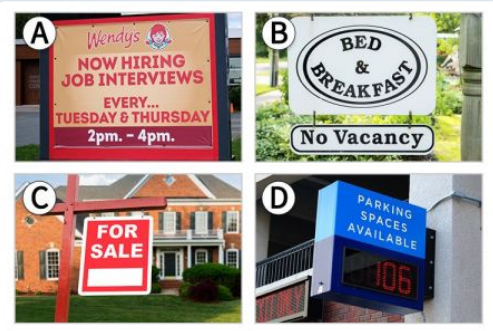 A
Wendy's
NOW HIRING
JOB INTERVIEWS
EVERY...
TUESDAY & THURSDAY
2pm. - 4pm.
B
BED
&
BREAKFAST
No Vacancy
C
FOR
SALE
D
PARKING
SPACES
AVAILABLE
106